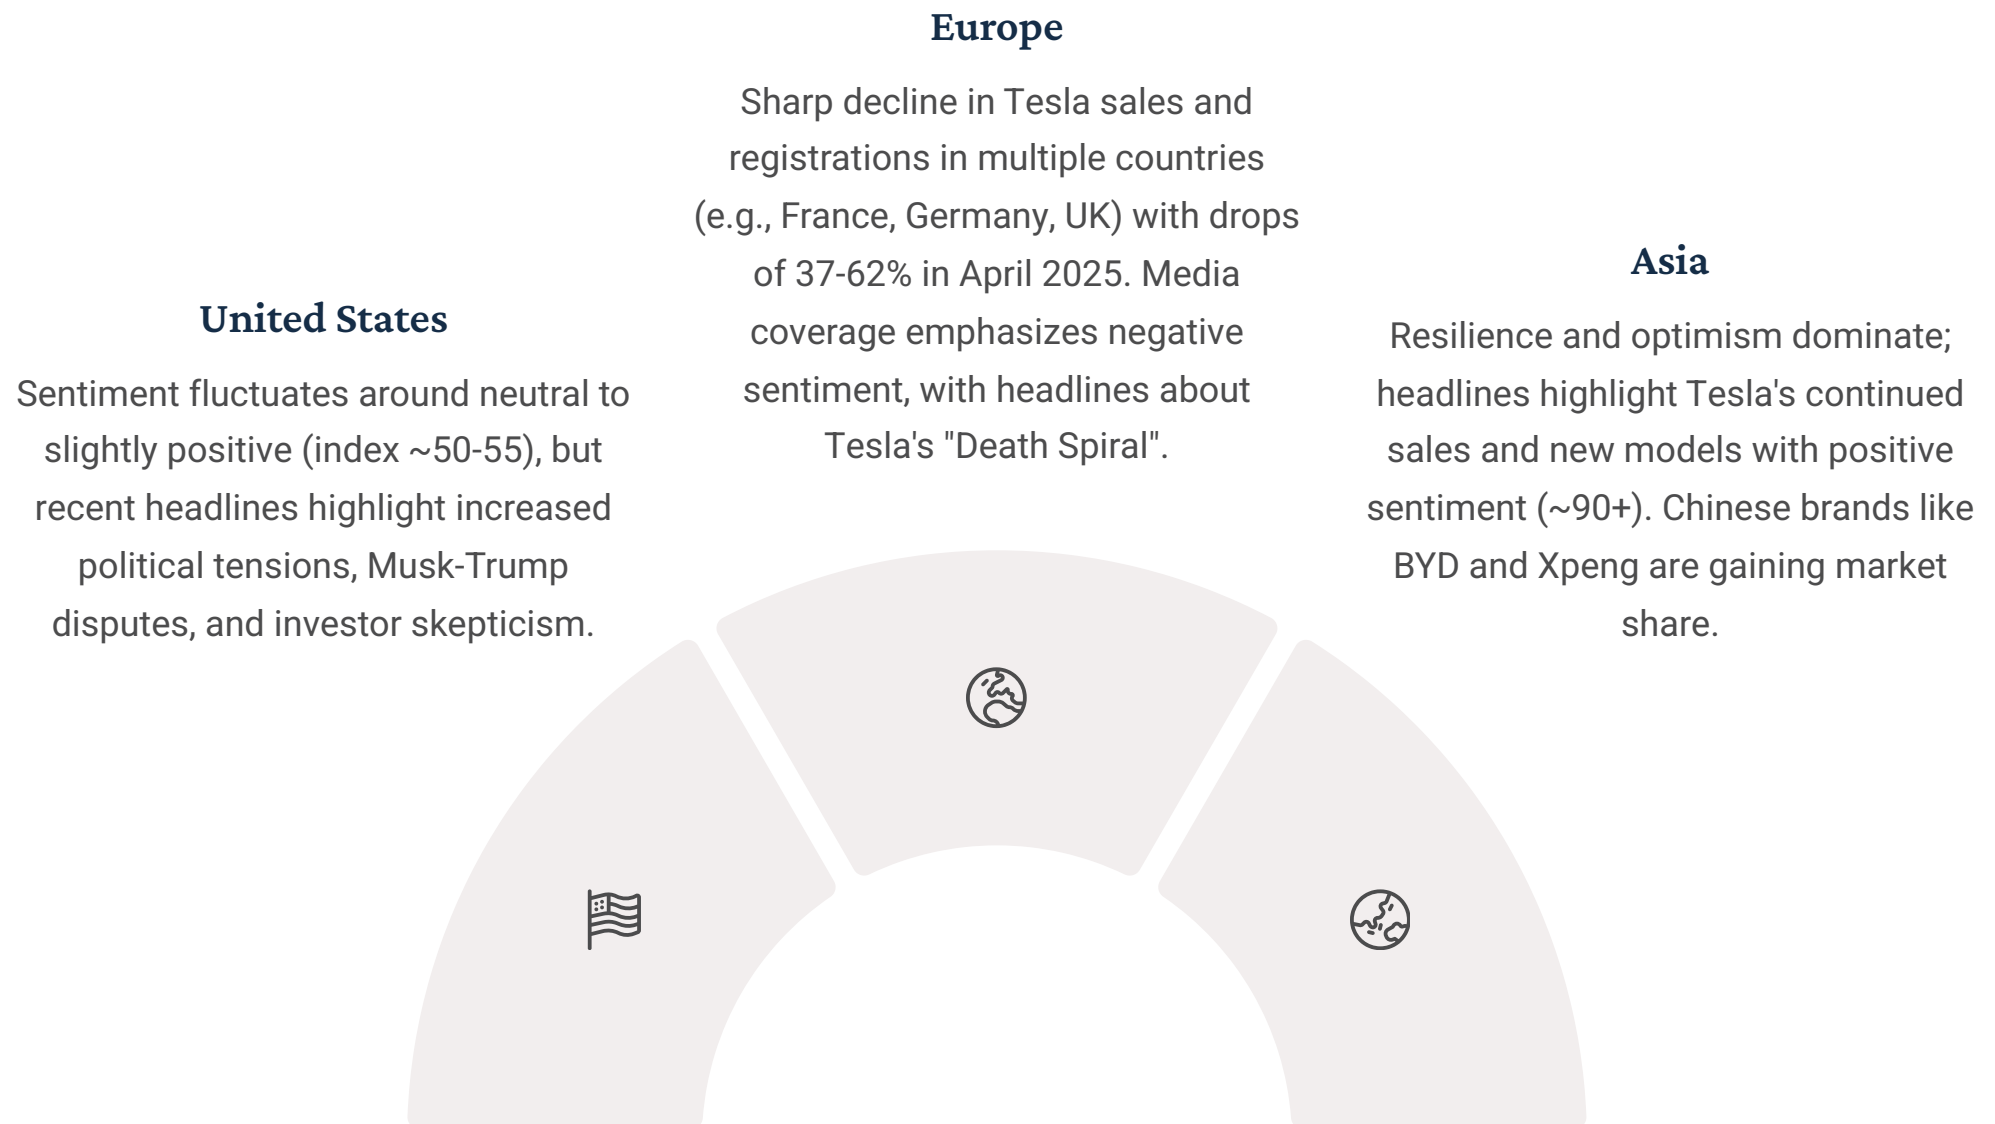 United States
Sentiment fluctuates around neutral to
slightly positive (index ~50-55), but
recent headlines highlight increased
political tensions, Musk-Trump
disputes, and investor skepticism.
Europe
Sharp decline in Tesla sales and
registrations in multiple countries
(e.g., France, Germany, UK) with drops
of 37-62% in April 2025. Media
coverage emphasizes negative
sentiment, with headlines about
Tesla's "Death Spiral".
Asia
Resilience and optimism dominate;
headlines highlight Tesla's continued
sales and new models with positive
sentiment (~90+). Chinese brands like
BYD and Xpeng are gaining market
share.